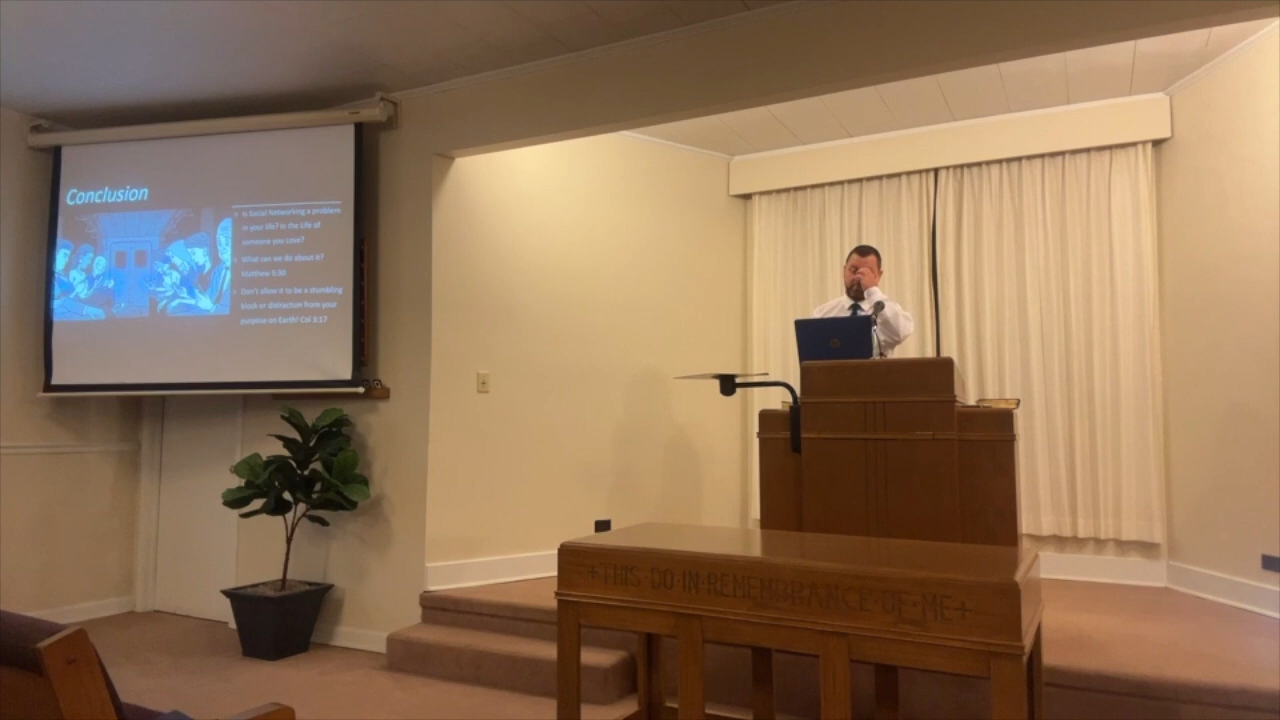 Conclusion
Is Social Networking a problem
in your life? Is the Life of
someone you Love?
What can we do about it?
Matthew 5:30
Don't allow it to be a stumbling
block or distraction from your
purpose on Earth! Col 3:17
+THIS·DO·IN·REMEMBRANCE·OF·ME+
hp